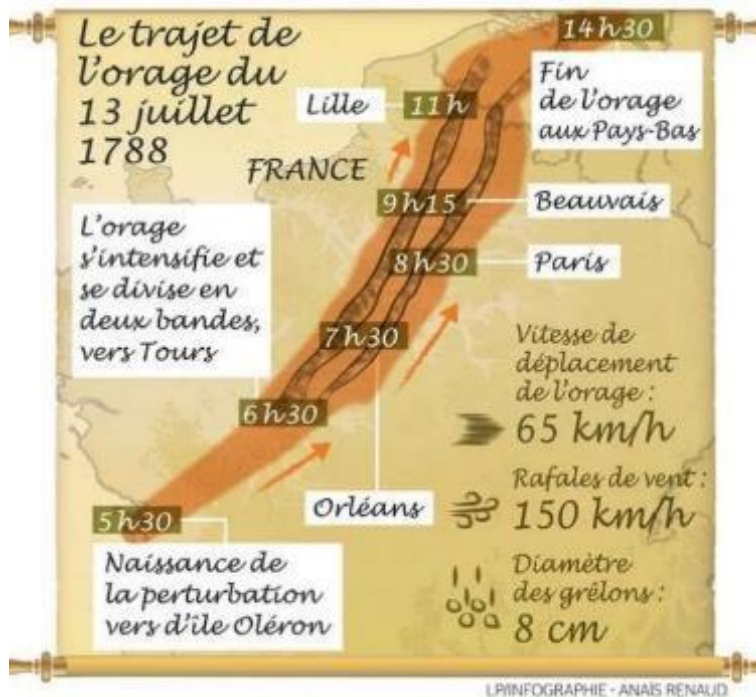 Le trajet de
l'orage du
13 juillet
1788
14h30
Fin
de l'orage
aux Pays-Bas
Lille
11h
FRANCE
9h15
Beauvais
L'orage
s'intensifie et
se divise en
deux bandes,
vers Tours
8h30
Paris
7h30
6h30
Orléans
5h30
Naissance de
la perturbation
vers d'île Oléron
Vitesse de
déplacement
de l'orage :
65 km/h
Rafales de vent :
150 km/h
Diamètre
des grêlons :
8 cm
LP/INFOGRAPHIE - ANAÏS RENAUD